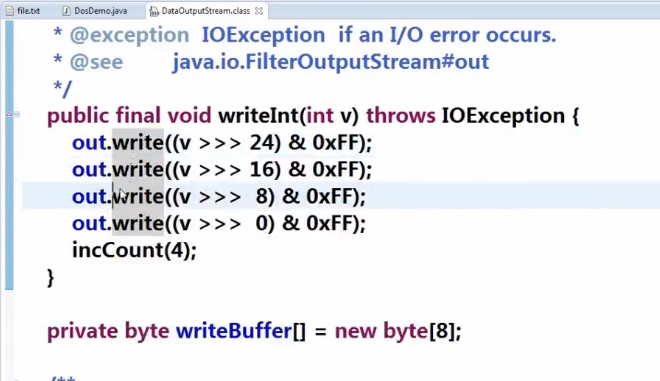 file.txt DosDemo.java DataOutputStream.class
* @exception IOException if an I/O error occurs.
* @see java.io.FilterOutputStream#out
*/
public final void writeInt(int v) throws IOException {
out.write((v >>> 24) & 0xFF);
out.write((v >>> 16) & 0xFF);
out.write((v >>> 8) & 0xFF);
out.write((v >>> 0) & 0xFF);
incCount(4);
}
private byte writeBuffer[] = new byte[8];
/**